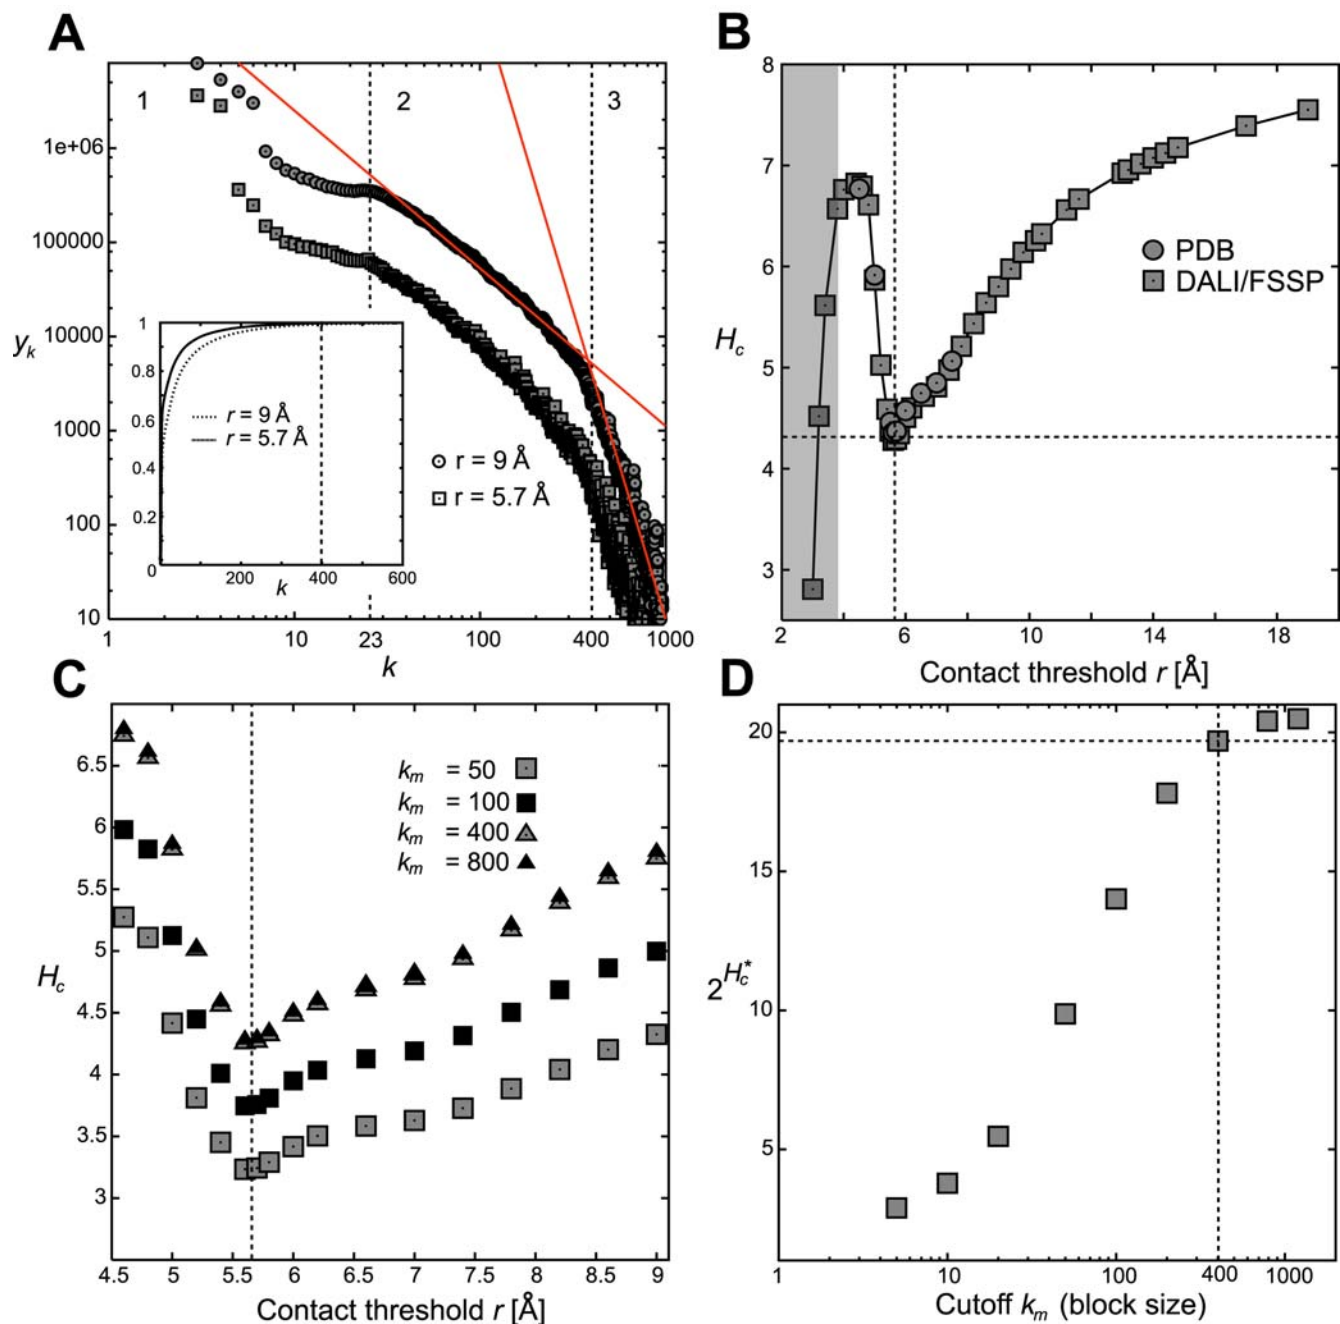 A
1
2
3
1e+06
100000
10000
1000
100
10
y_k
1
10
23
100
400
1000
k
1
0.8
0.6
0.4
0.2
0
200
400
600
k
r = 9 Å
r = 5.7 Å
r = 9 Å
r = 5.7 Å
B
8
7
6
5
4
3
H_c
PDB
DALI/FSSP
2
6
10
14
18
Contact threshold r [Å]
C
6.5
6
5.5
5
4.5
4
3.5
3
H_c
k_m = 50
k_m = 100
k_m = 400
k_m = 800
4.5
5
5.5
6
6.5
7
7.5
8
8.5
9
Contact threshold r [Å]
D
20
15
10
5
2^{H_c^*}
1
10
100
400
1000
Cutoff k_m (block size)